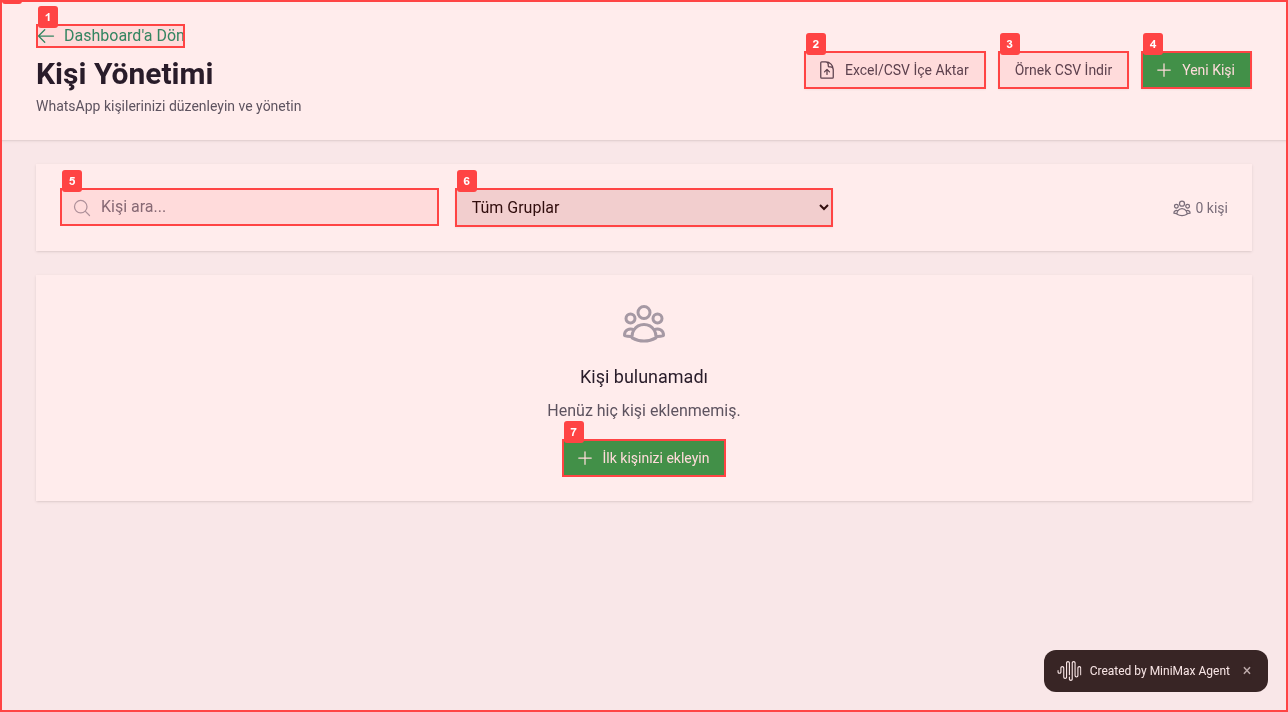 1
Dashboard'a Dön
Kişi Yönetimi
WhatsApp kişilerinizi düzenleyin ve yönetin
2
Excel/CSV İçe Aktar
3
Örnek CSV İndir
4
Yeni Kişi
5
Kişi ara...
6
Tüm Gruplar
0 kişi
Kişi bulunamadı
Henüz hiç kişi eklenmemiş.
7
İlk kişinizi ekleyin
Created by MiniMax Agent ×